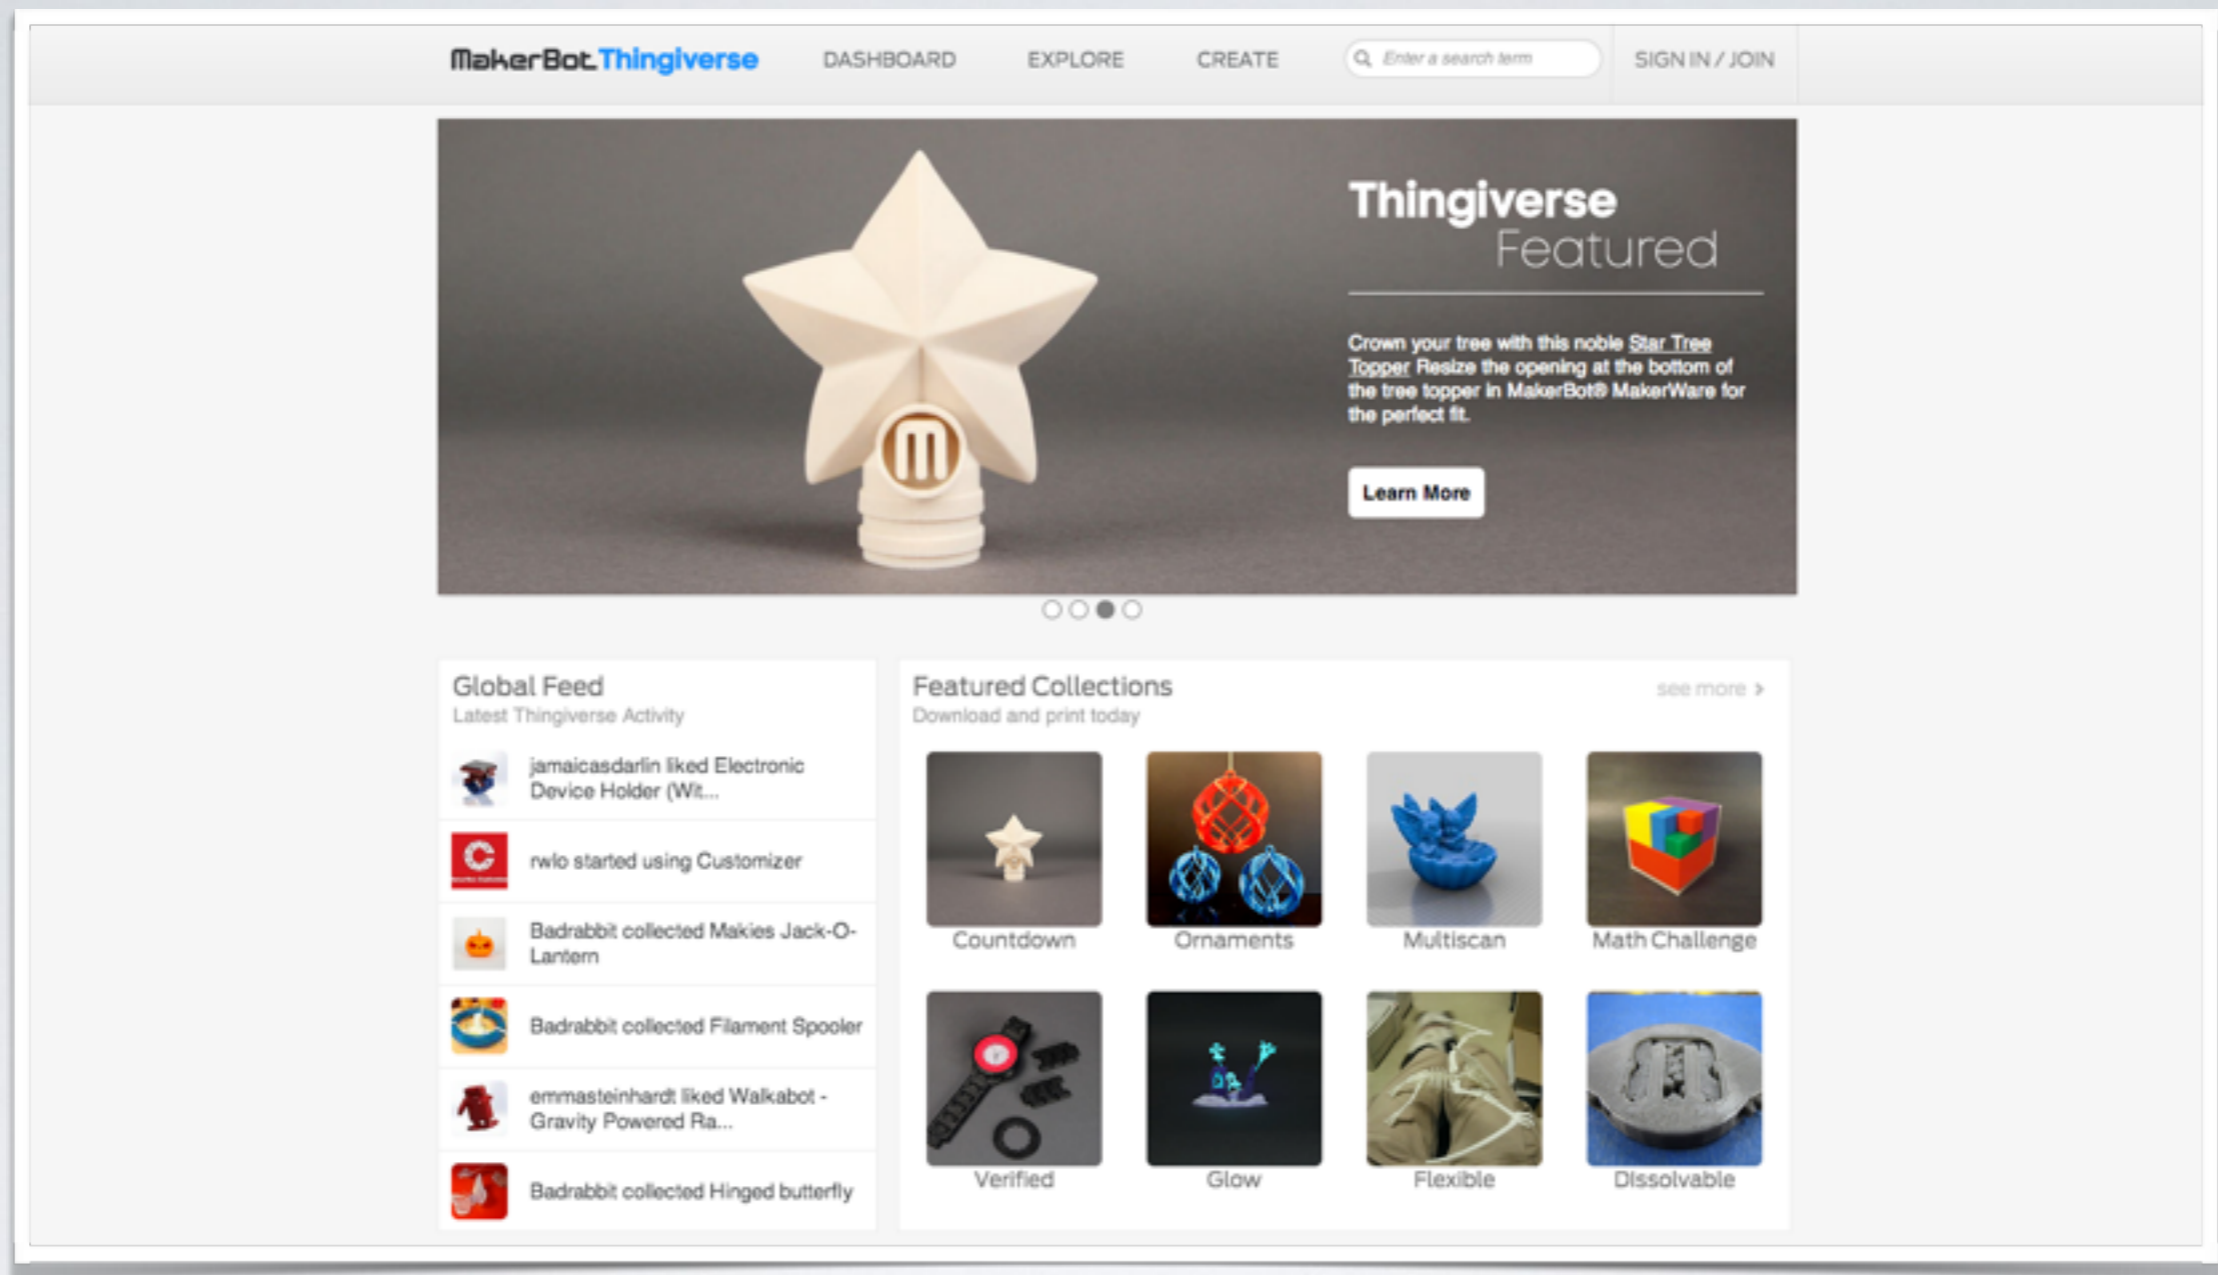 MakerBot Thingiverse
DASHBOARD
EXPLORE
CREATE
Enter a search term
SIGN IN / JOIN
Thingiverse
Featured
Crown your tree with this noble Star Tree
Topper Resize the opening at the bottom of
the tree topper in MakerBot® MakerWare for
the perfect fit.
Learn More
Global Feed
Latest Thingiverse Activity
jamaicasdarlin liked Electronic
Device Holder (Wit...
rwlo started using Customizer
Badrabbit collected Makies Jack-O-
Lantern
Badrabbit collected Filament Spooler
emmasteinhardt liked Walkabot -
Gravity Powered Ra...
Badrabbit collected Hinged butterfly
Featured Collections
see more >
Download and print today
Countdown
Ornaments
Multiscan
Math Challenge
Verified
Glow
Flexible
Dissolvable